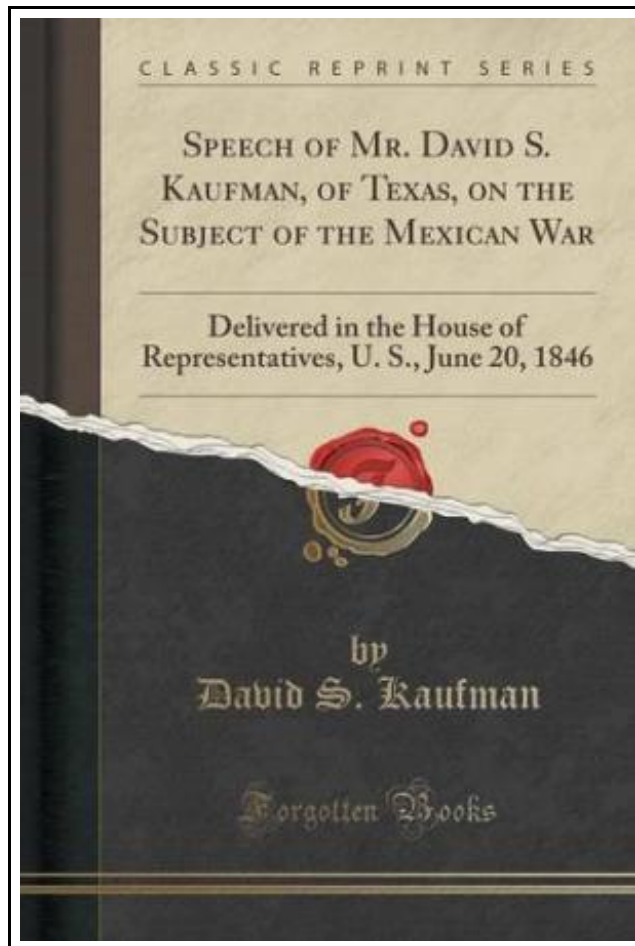 CLASSIC REPRINT SERIES
SPEECH OF MR. DAVID S.
KAUFMAN, OF TEXAS, ON THE
SUBJECT OF THE MEXICAN WAR
Delivered in the House of
Representatives, U. S., June 20, 1846
by
David S. Kaufman
Forgotten Books